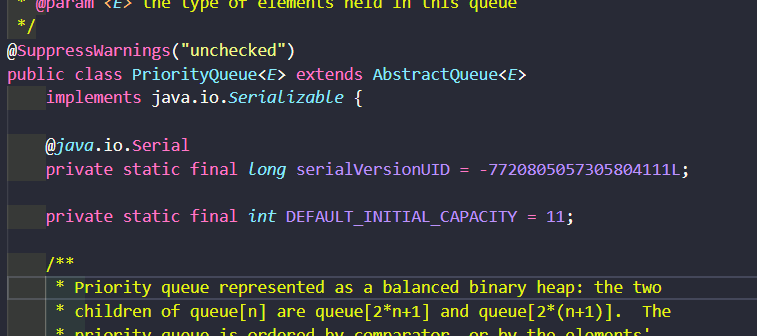 * @param <E> the type of elements held in this queue
*/
@SuppressWarnings("unchecked")
public class PriorityQueue<E> extends AbstractQueue<E>
implements java.io.Serializable {
@java.io.Serial
private static final long serialVersionUID = -7720805057305804111L;
private static final int DEFAULT_INITIAL_CAPACITY = 11;
/**
* Priority queue represented as a balanced binary heap: the two
* children of queue[n] are queue[2*n+1] and queue[2*(n+1)].  The
* priority queue is ordered by comparator, or by the elements'